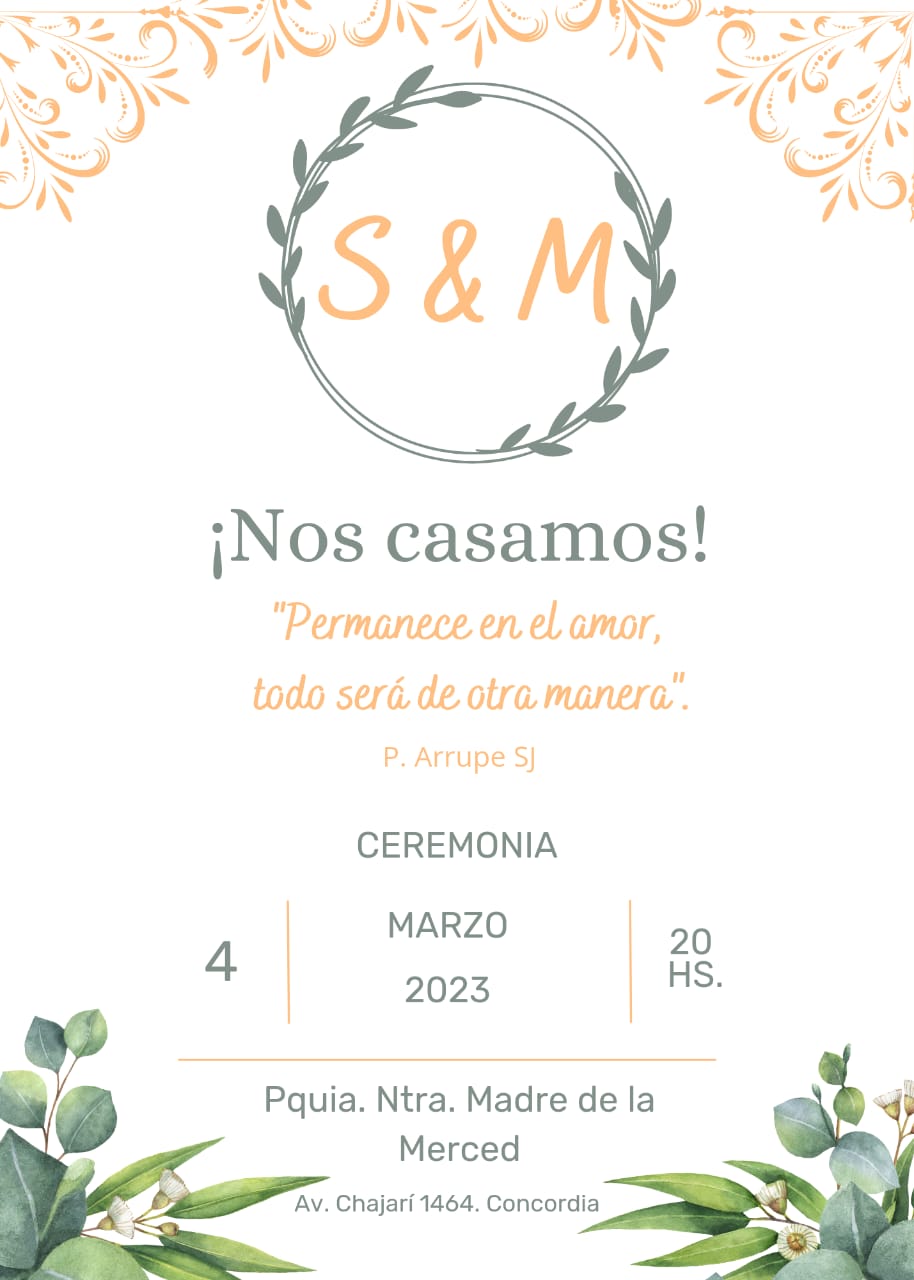 S & M
¡Nos casamos!
"Permanece en el amor,
todo será de otra manera".
P. Arrupe SJ
CEREMONIA
4
MARZO
2023
20
HS.
Pquia. Ntra. Madre de la
Merced
Av. Chajarí 1464. Concordia